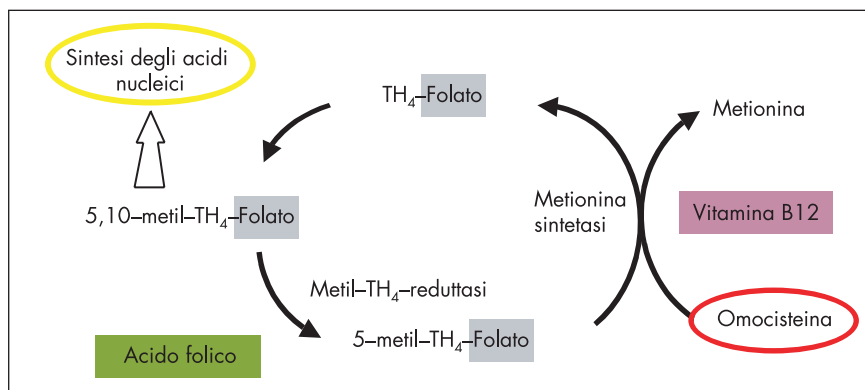 Sintesi degli acidi
nucleici
TH₄–Folato
Metionina
5,10–metil–TH₄–Folato
Metionina
sintetasi
Vitamina B12
Metil–TH₄–reduttasi
Omocisteina
5–metil–TH₄–Folato
Acido folico